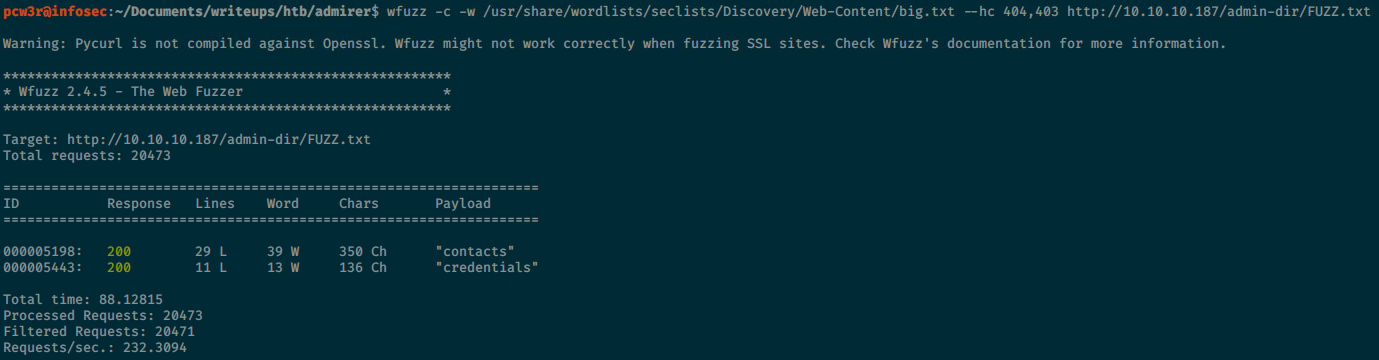 pcw3r@infosec:~/Documents/writeups/htb/admirer$ wfuzz -c -w /usr/share/wordlists/seclists/Discovery/Web-Content/big.txt --hc 404,403 http://10.10.10.187/admin-dir/FUZZ.txt
Warning: Pycurl is not compiled against Openssl. Wfuzz might not work correctly when fuzzing SSL sites. Check Wfuzz's documentation for more information.
********************************************************
* Wfuzz 2.4.5 - The Web Fuzzer                         *
********************************************************
Target: http://10.10.10.187/admin-dir/FUZZ.txt
Total requests: 20473
===================================================================
ID           Response   Lines    Word     Chars       Payload
===================================================================
000005198:   200        29 L     39 W     350 Ch      "contacts"
000005443:   200        11 L     13 W     136 Ch      "credentials"
Total time: 88.12815
Processed Requests: 20473
Filtered Requests: 20471
Requests/sec.: 232.3094